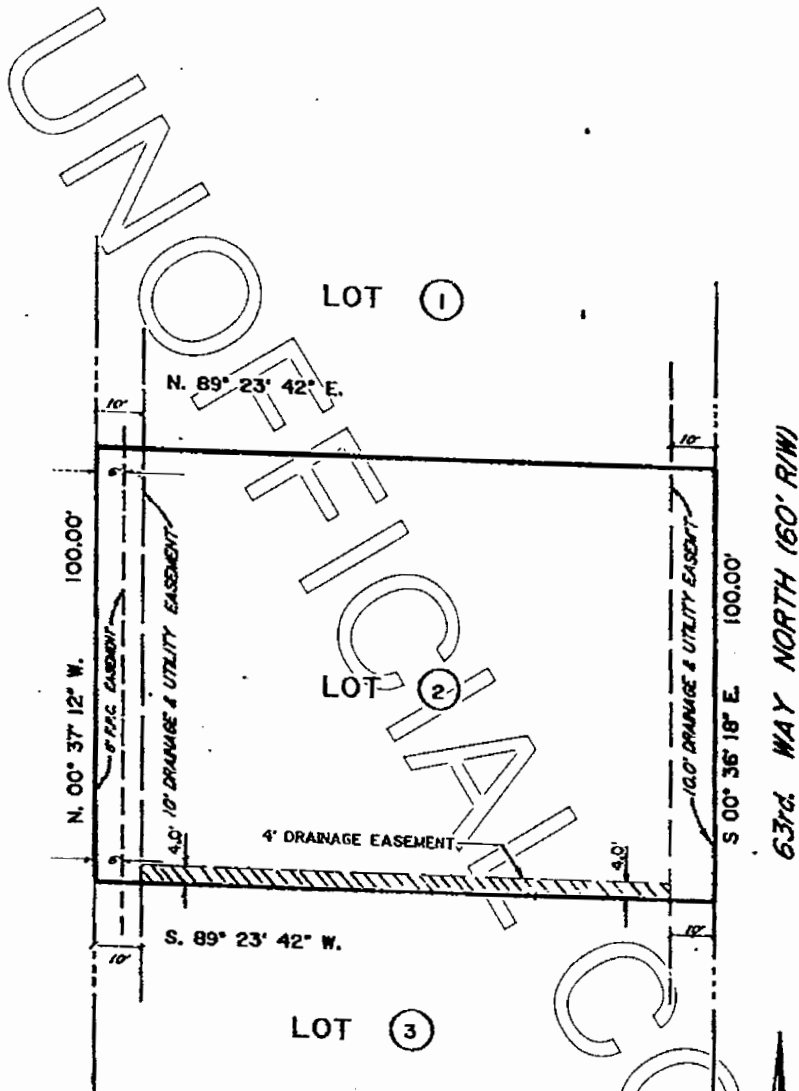 UNOFFICIAL CO
LOT 1
N. 89° 23' 42" E.
10'
10'
6'
6'
N. 00° 37' 12" W. 100.00'
6' F.P.C. EASEMENT
10' DRAINAGE & UTILITY EASEMENT
LOT 2
10.0' DRAINAGE & UTILITY EASEM'T
S 00° 36' 18" E. 100.00'
63rd. WAY NORTH (60' R/W)
4.0'
4' DRAINAGE EASEMENT
4.0'
S. 89° 23' 42" W.
10'
10'
LOT 3